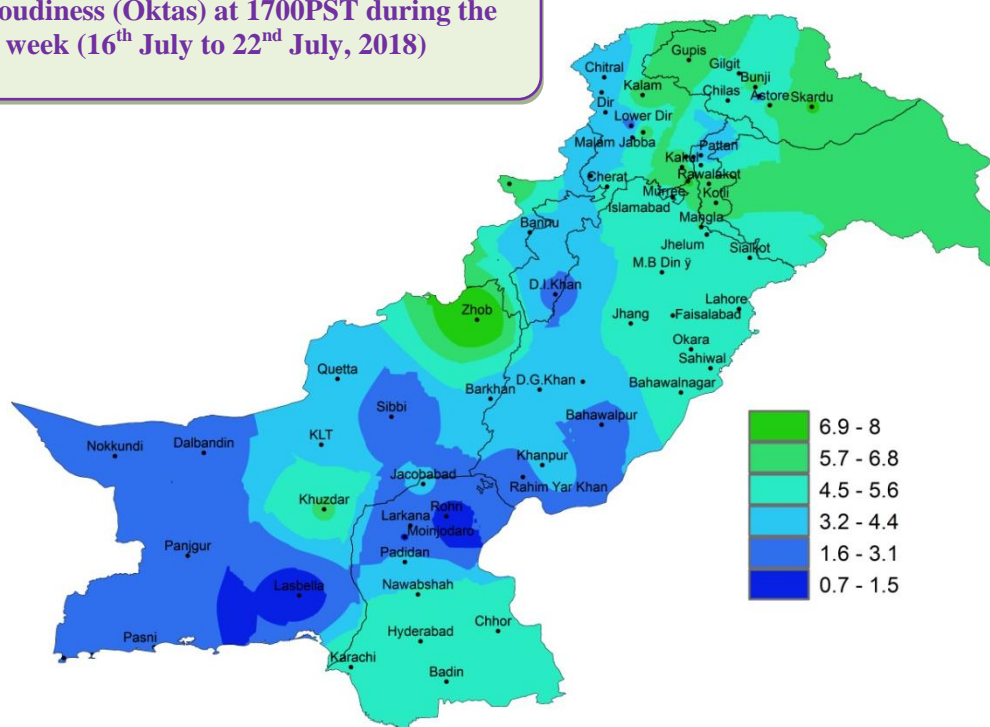 oudiness (Oktas) at 1700PST during the
week (16th July to 22nd July, 2018)
Gupis
Gilgit
Chitral
Bunji
Kalam
Chilas
Astore
Skardu
Dir
Lower Dir
Malam Jabba
Pattan
Kakul
Cherat
Rawalakot
Murree
Kotli
Islamabad
Mangla
Bannu
Jhelum
Sialkot
M.B Din ÿ
D.I.Khan
Lahore
Zhob
Jhang
Faisalabad
Okara
Sahiwal
Quetta
Barkhan
D.G.Khan
Bahawalnagar
Sibbi
Bahawalpur
Nokkundi
Dalbandin
KLT
Khanpur
Jacobabad
Rahim Yar Khan
Khuzdar
Rohri
Larkana
Moinjodaro
Panjgur
Padidan
Lasbella
Nawabshah
Pasni
Hyderabad
Chhor
Karachi
Badin
6.9 - 8
5.7 - 6.8
4.5 - 5.6
3.2 - 4.4
1.6 - 3.1
0.7 - 1.5